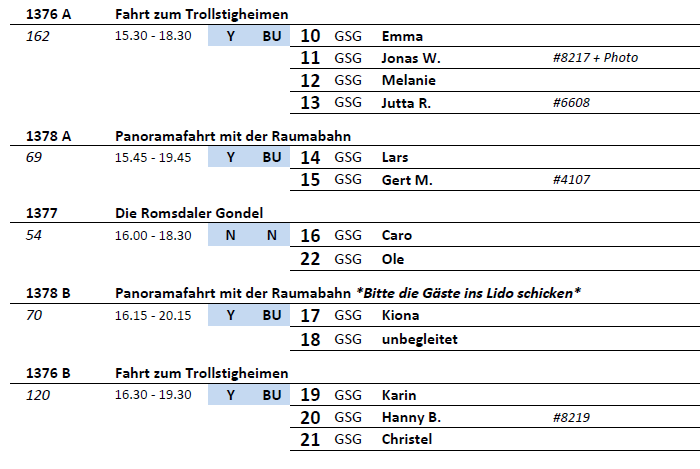 1376 A Fahrt zum Trollstigheimen
162 15.30 - 18.30 Y BU 10 GSG Emma
11 GSG Jonas W. #8217 + Photo
12 GSG Melanie
13 GSG Jutta R. #6608
1378 A Panoramafahrt mit der Raumabahn
69 15.45 - 19.45 Y BU 14 GSG Lars
15 GSG Gert M. #4107
1377 Die Romsdaler Gondel
54 16.00 - 18.30 N N 16 GSG Caro
22 GSG Ole
1378 B Panoramafahrt mit der Raumabahn *Bitte die Gäste ins Lido schicken*
70 16.15 - 20.15 Y BU 17 GSG Kiona
18 GSG unbegleitet
1376 B Fahrt zum Trollstigheimen
120 16.30 - 19.30 Y BU 19 GSG Karin
20 GSG Hanny B. #8219
21 GSG Christel